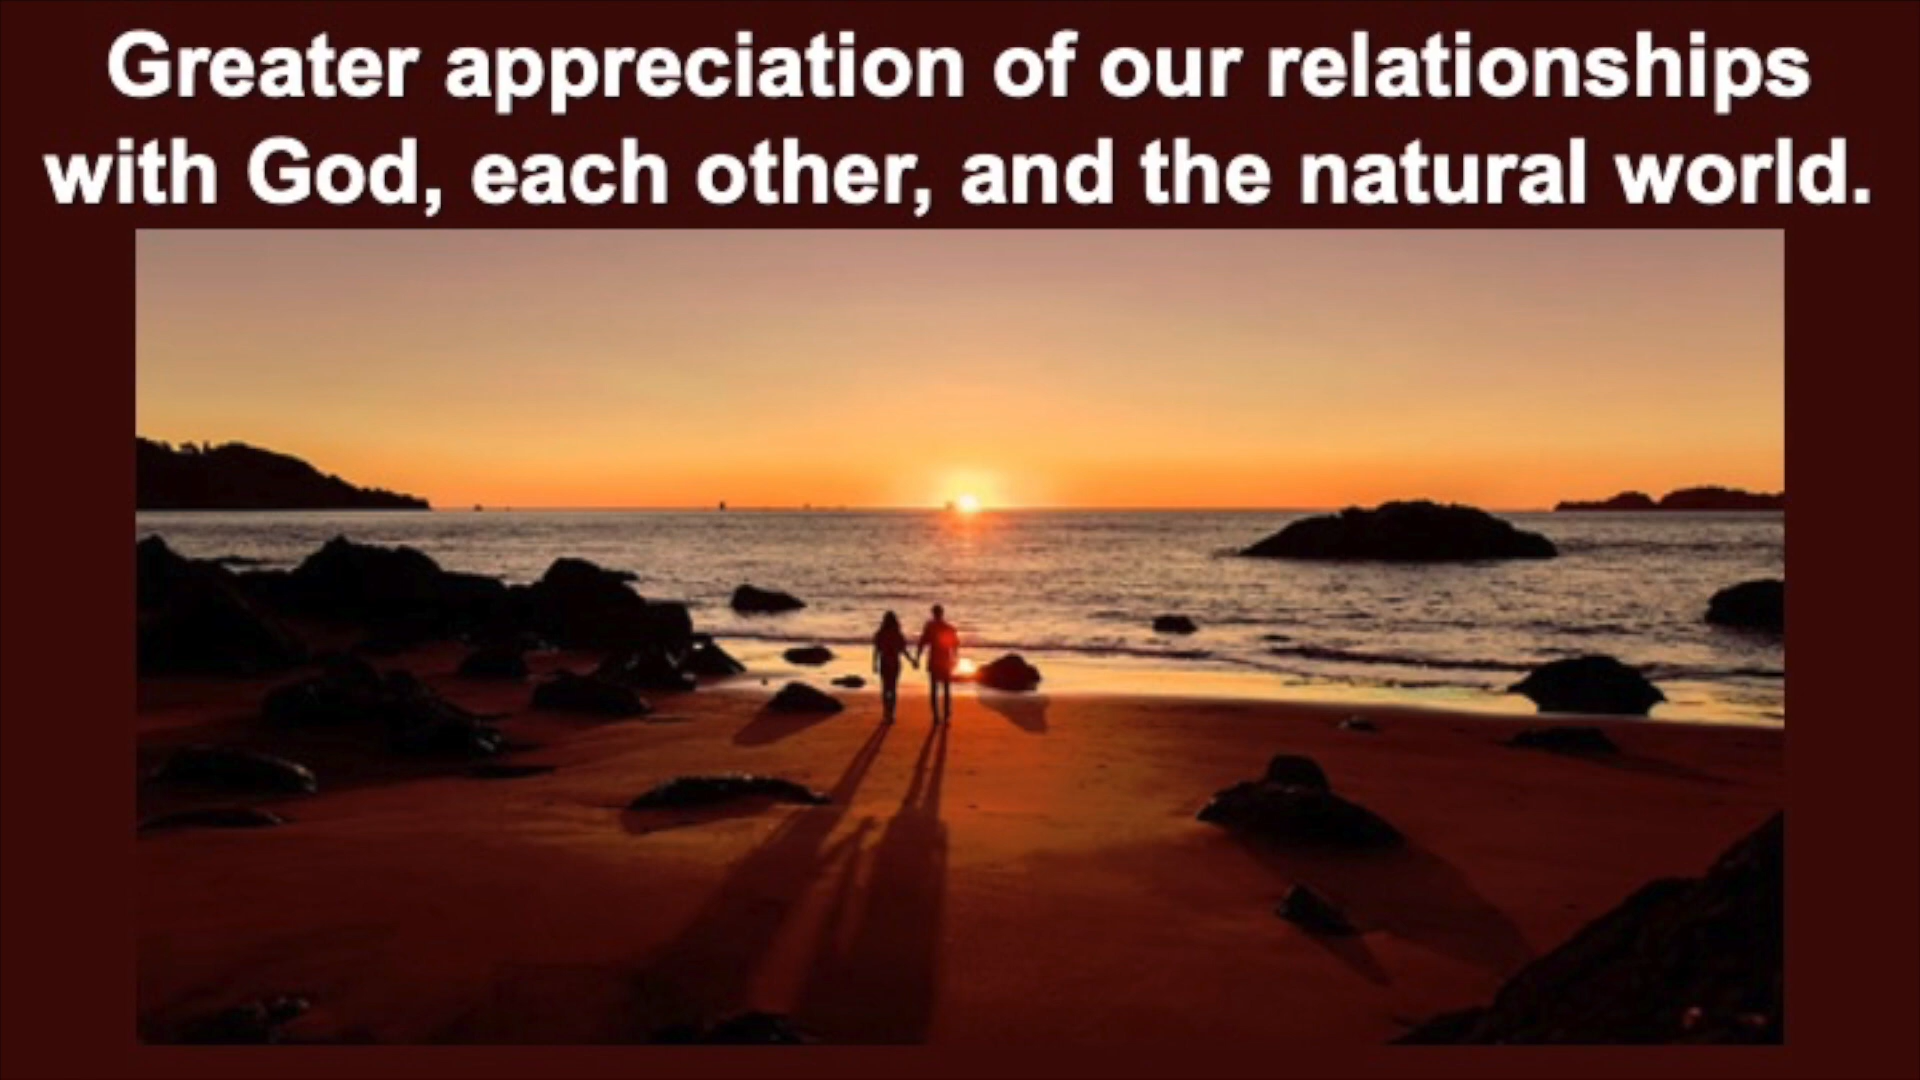 Greater appreciation of our relationships
with God, each other, and the natural world.